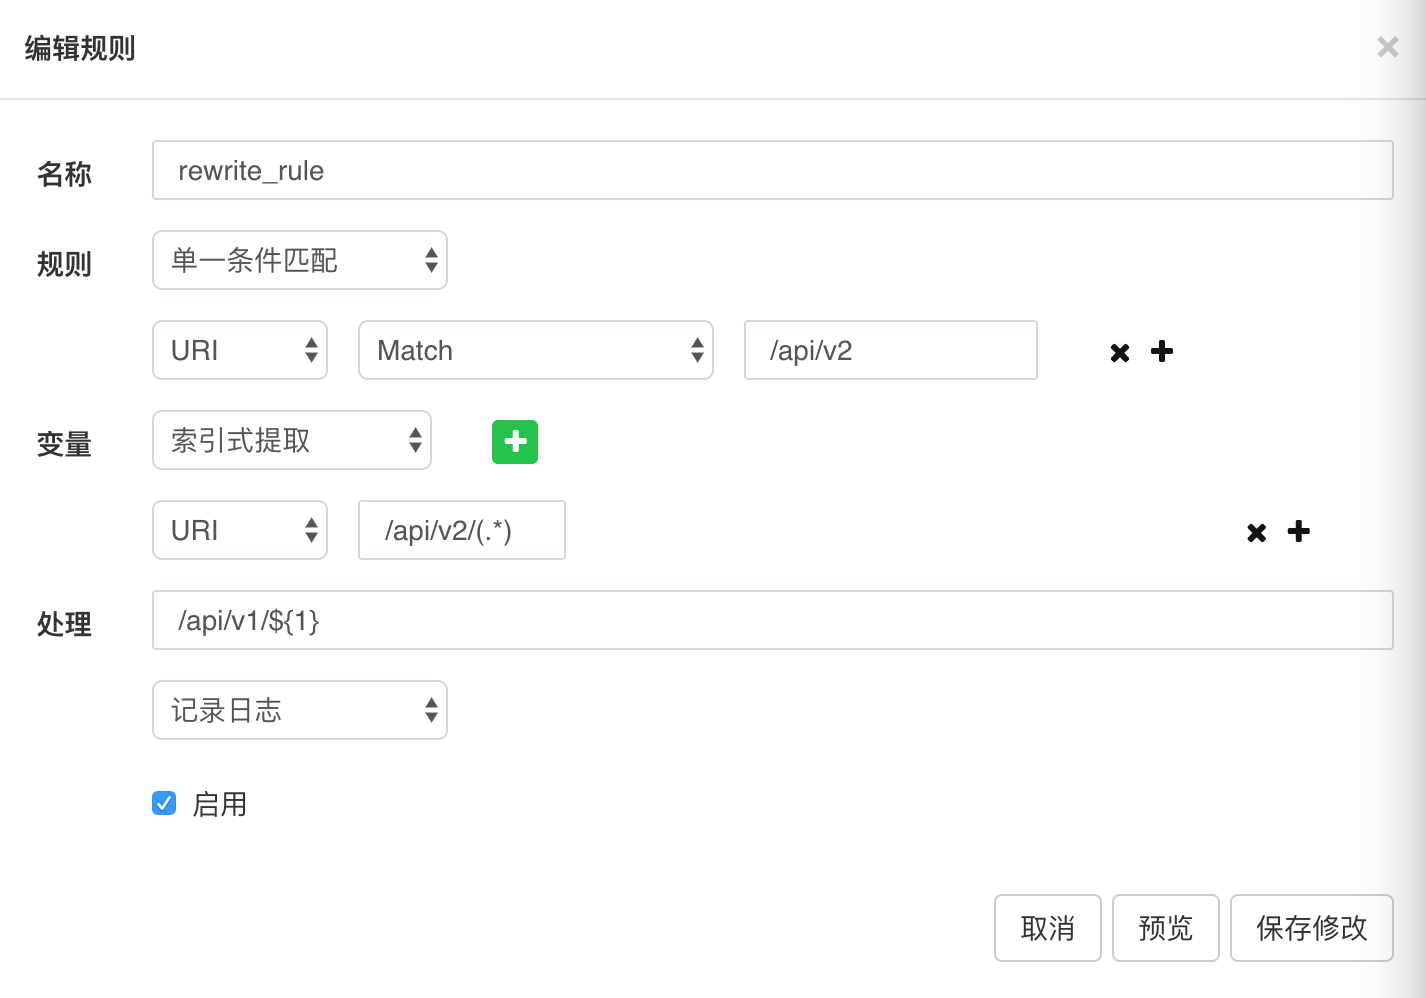 编辑规则
名称 rewrite_rule
规则 单一条件匹配
URI Match /api/v2
变量 索引式提取
URI /api/v2/(.*)
处理 /api/v1/${1}
记录日志
启用
取消 预览 保存修改